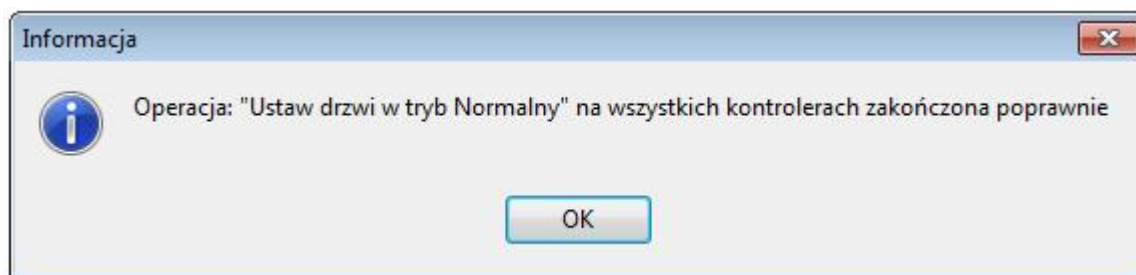 Informacja
Operacja: "Ustaw drzwi w tryb Normalny" na wszystkich kontrolerach zakończona poprawnie
OK